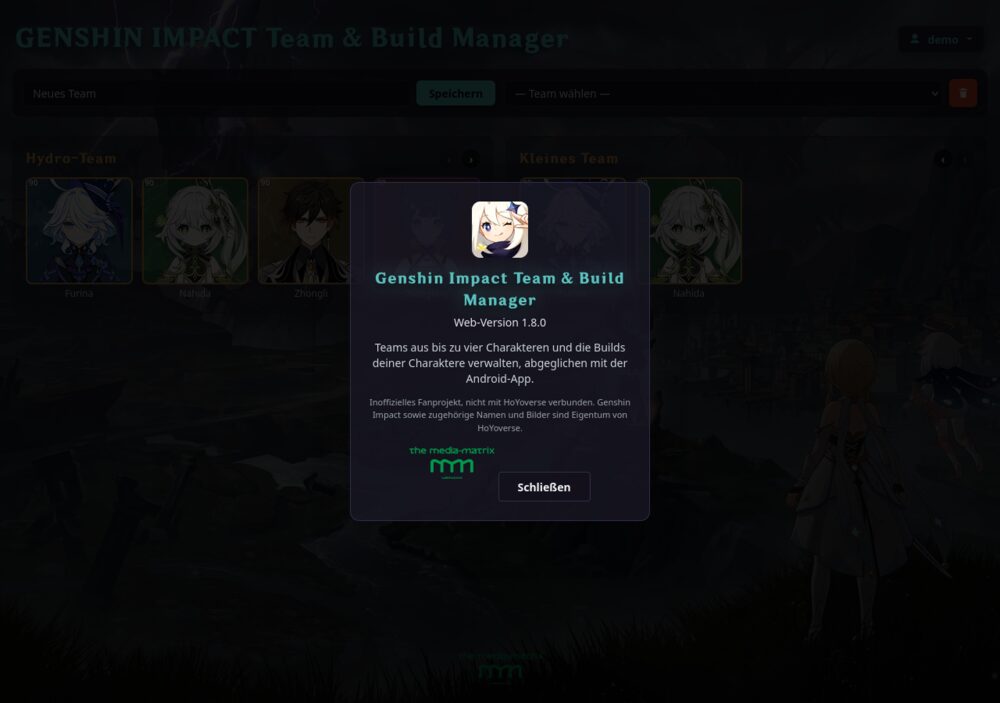 GENSHIN IMPACT Team & Build Manager
demo
Neues Team
Speichern
— Team wählen —
Hydro-Team
Kleines Team
90
90
90
Furina
Nahida
Zhongli
Nahida
Genshin Impact Team & Build
Manager
Web-Version 1.8.0
Teams aus bis zu vier Charakteren und die Builds
deiner Charaktere verwalten, abgeglichen mit der
Android-App.
Inoffizielles Fanprojekt, nicht mit HoYoverse verbunden. Genshin
Impact sowie zugehörige Namen und Bilder sind Eigentum von
HoYoverse.
the media-matrix
Schließen
the media-matrix